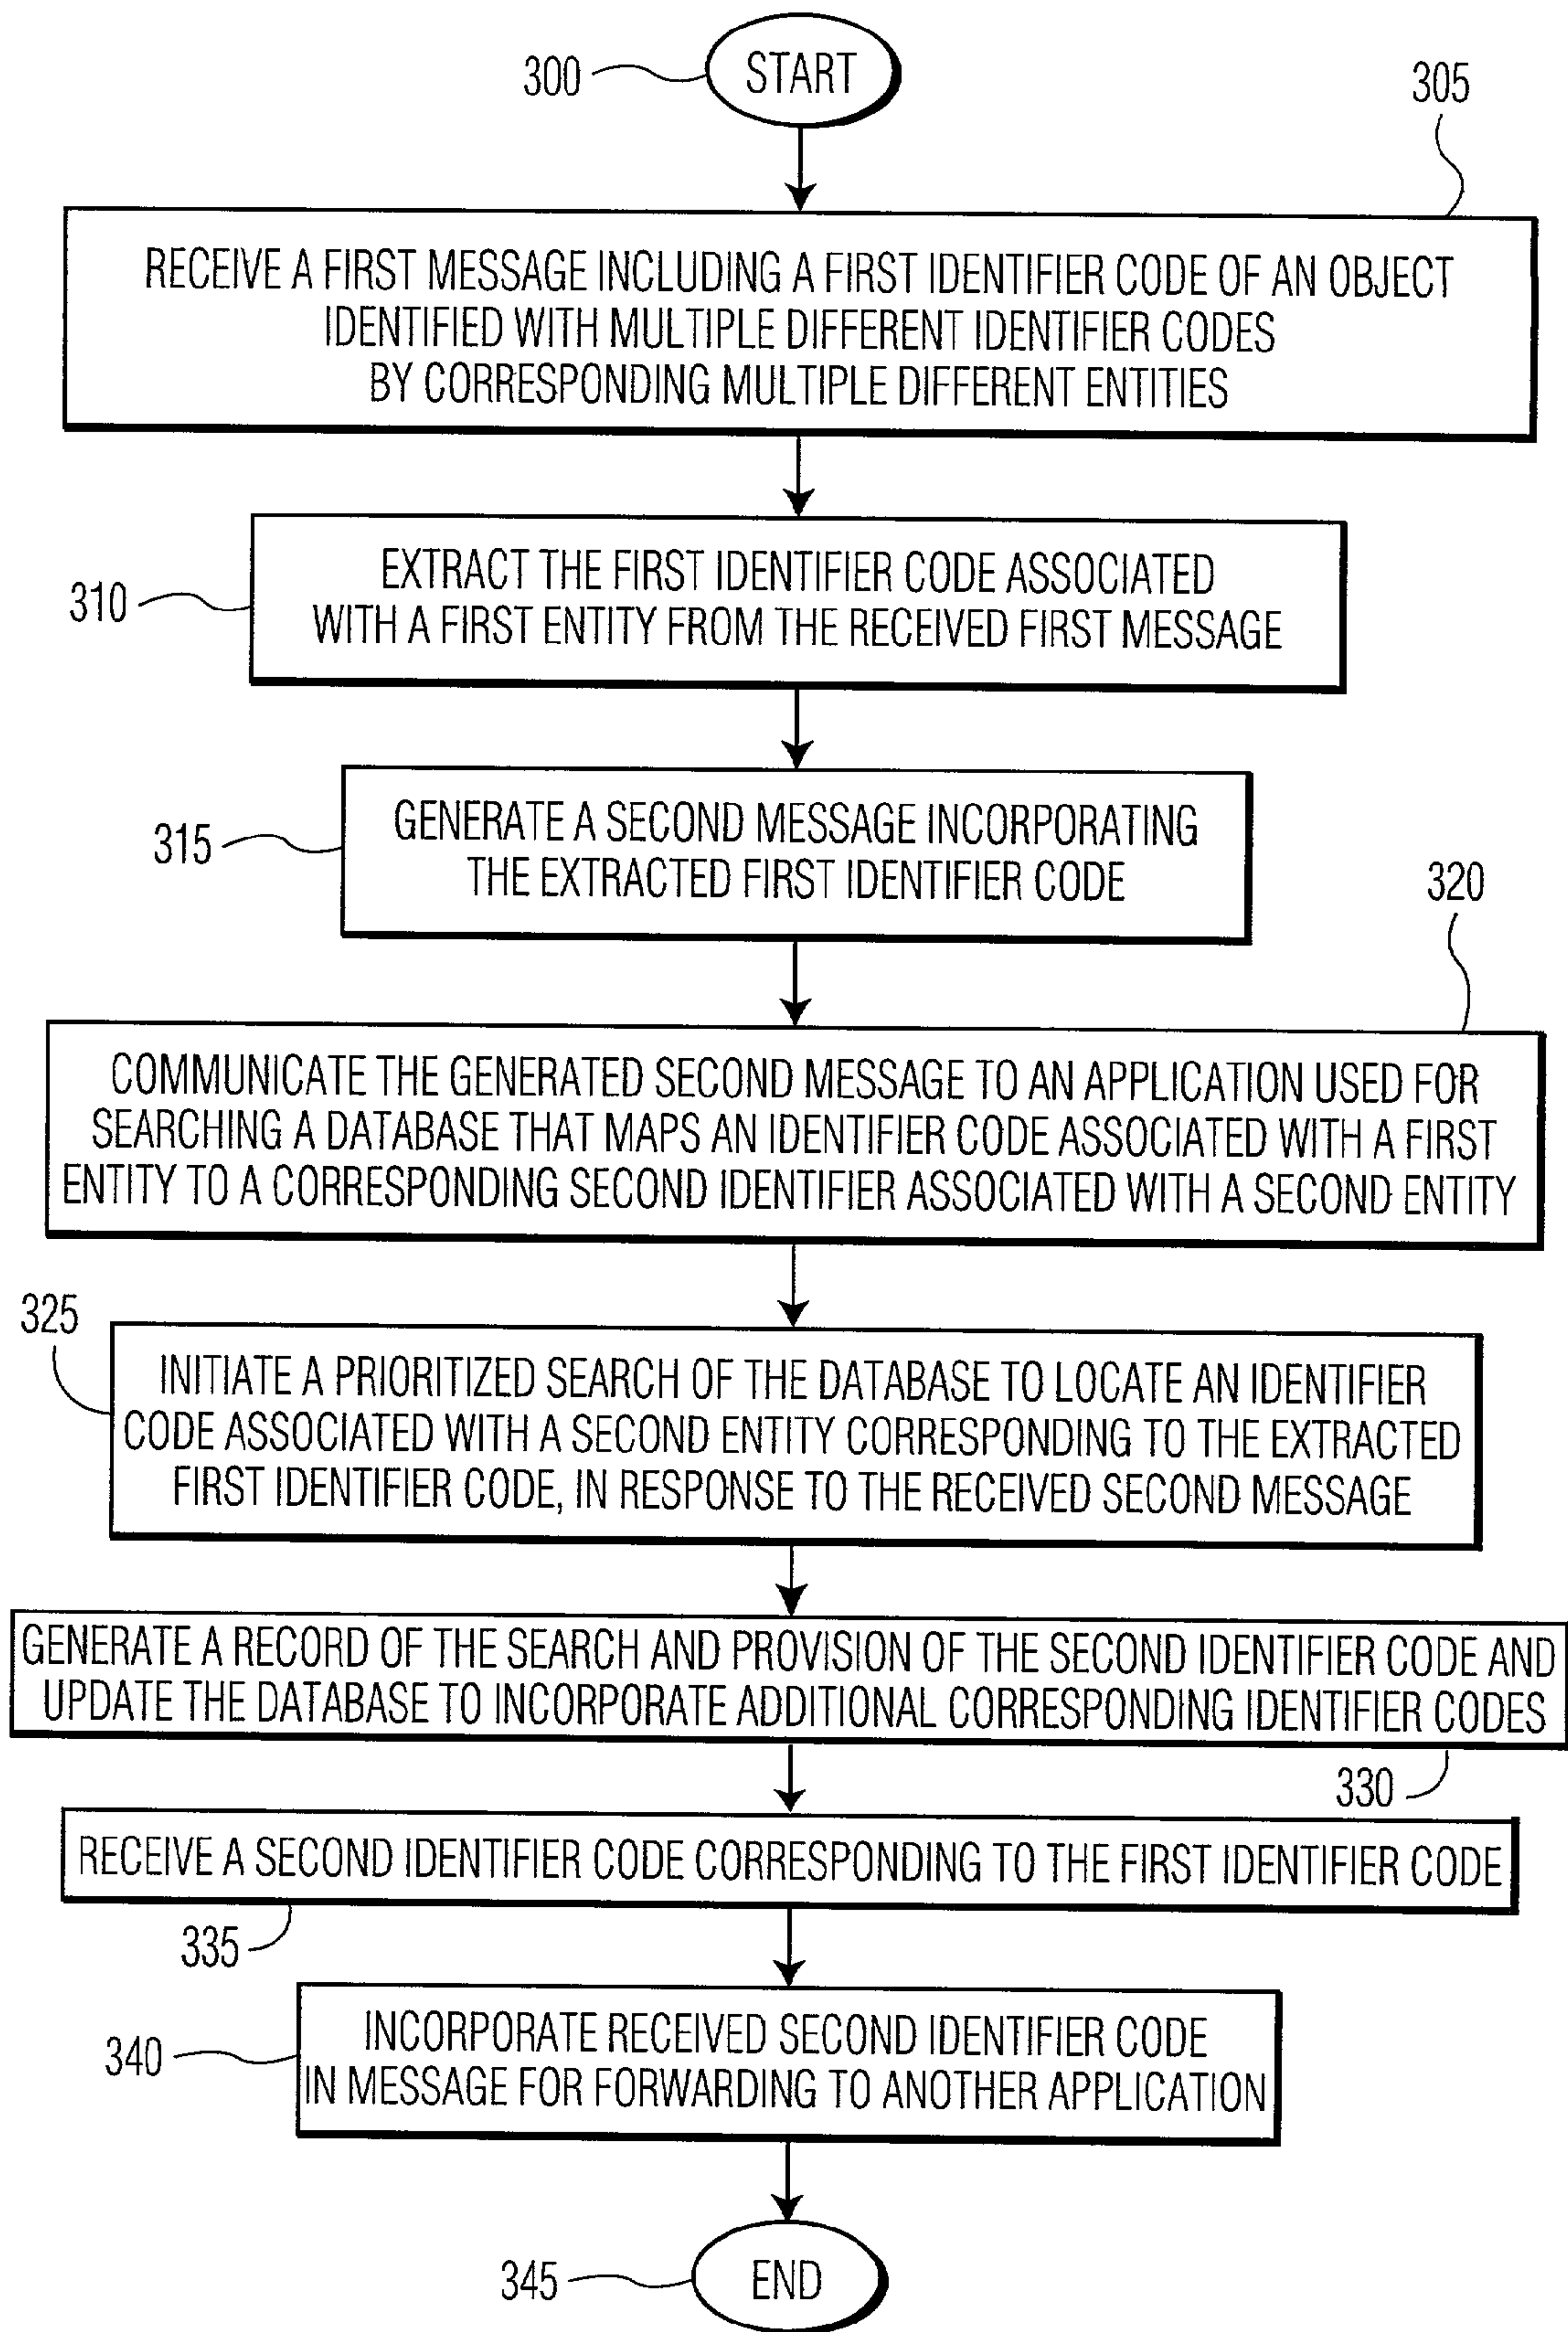 300
START
305
RECEIVE A FIRST MESSAGE INCLUDING A FIRST IDENTIFIER CODE OF AN OBJECT
IDENTIFIED WITH MULTIPLE DIFFERENT IDENTIFIER CODES
BY CORRESPONDING MULTIPLE DIFFERENT ENTITIES
310
EXTRACT THE FIRST IDENTIFIER CODE ASSOCIATED
WITH A FIRST ENTITY FROM THE RECEIVED FIRST MESSAGE
315
GENERATE A SECOND MESSAGE INCORPORATING
THE EXTRACTED FIRST IDENTIFIER CODE
320
COMMUNICATE THE GENERATED SECOND MESSAGE TO AN APPLICATION USED FOR
SEARCHING A DATABASE THAT MAPS AN IDENTIFIER CODE ASSOCIATED WITH A FIRST
ENTITY TO A CORRESPONDING SECOND IDENTIFIER ASSOCIATED WITH A SECOND ENTITY
325
INITIATE A PRIORITIZED SEARCH OF THE DATABASE TO LOCATE AN IDENTIFIER
CODE ASSOCIATED WITH A SECOND ENTITY CORRESPONDING TO THE EXTRACTED
FIRST IDENTIFIER CODE, IN RESPONSE TO THE RECEIVED SECOND MESSAGE
GENERATE A RECORD OF THE SEARCH AND PROVISION OF THE SECOND IDENTIFIER CODE AND
UPDATE THE DATABASE TO INCORPORATE ADDITIONAL CORRESPONDING IDENTIFIER CODES
330
RECEIVE A SECOND IDENTIFIER CODE CORRESPONDING TO THE FIRST IDENTIFIER CODE
335
340
INCORPORATE RECEIVED SECOND IDENTIFIER CODE
IN MESSAGE FOR FORWARDING TO ANOTHER APPLICATION
345
END